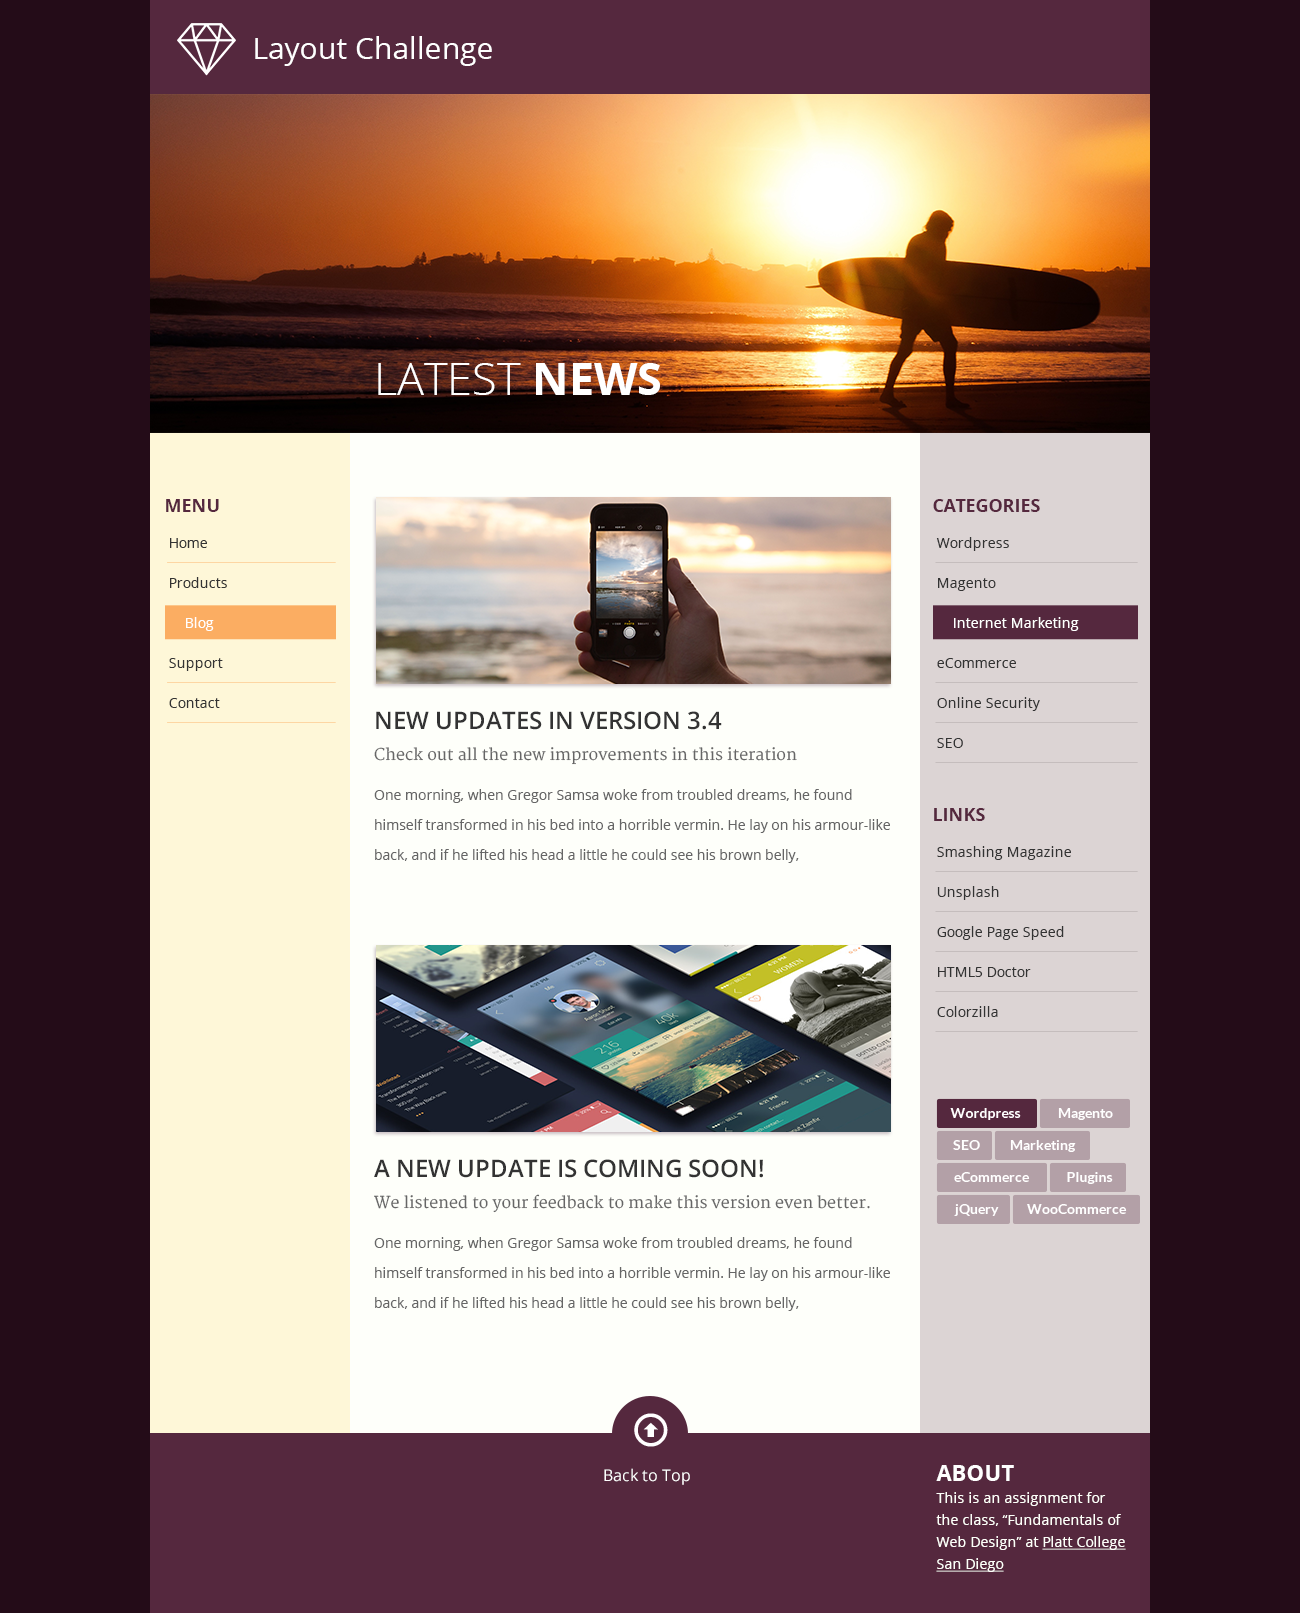 Layout Challenge
LATEST NEWS
MENU
Home
Products
Blog
Support
Contact
NEW UPDATES IN VERSION 3.4
Check out all the new improvements in this iteration
One morning, when Gregor Samsa woke from troubled dreams, he found
himself transformed in his bed into a horrible vermin. He lay on his armour-like
back, and if he lifted his head a little he could see his brown belly,
WOMEN
Me
Aaron Shust
216
40k
Friends
A NEW UPDATE IS COMING SOON!
We listened to your feedback to make this version even better.
One morning, when Gregor Samsa woke from troubled dreams, he found
himself transformed in his bed into a horrible vermin. He lay on his armour-like
back, and if he lifted his head a little he could see his brown belly,
CATEGORIES
Wordpress
Magento
Internet Marketing
eCommerce
Online Security
SEO
LINKS
Smashing Magazine
Unsplash
Google Page Speed
HTML5 Doctor
Colorzilla
Wordpress Magento
SEO Marketing
eCommerce Plugins
jQuery WooCommerce
Back to Top
ABOUT
This is an assignment for
the class, “Fundamentals of
Web Design” at Platt College
San Diego